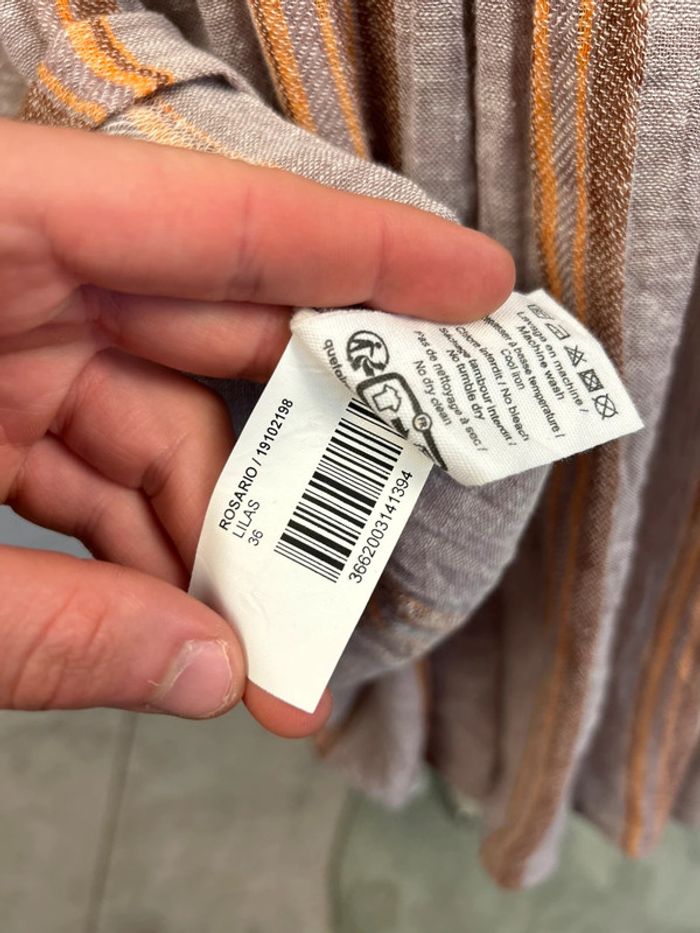 Lavage en machine /
Machine wash
à basse température /
Cool iron
Chlore interdit / No bleach
Séchage tambour interdit /
No tumble dry
Pas de nettoyage à sec /
No dry clean
FR
ROSARIO / 19102198
LILAS
36
3662003141394